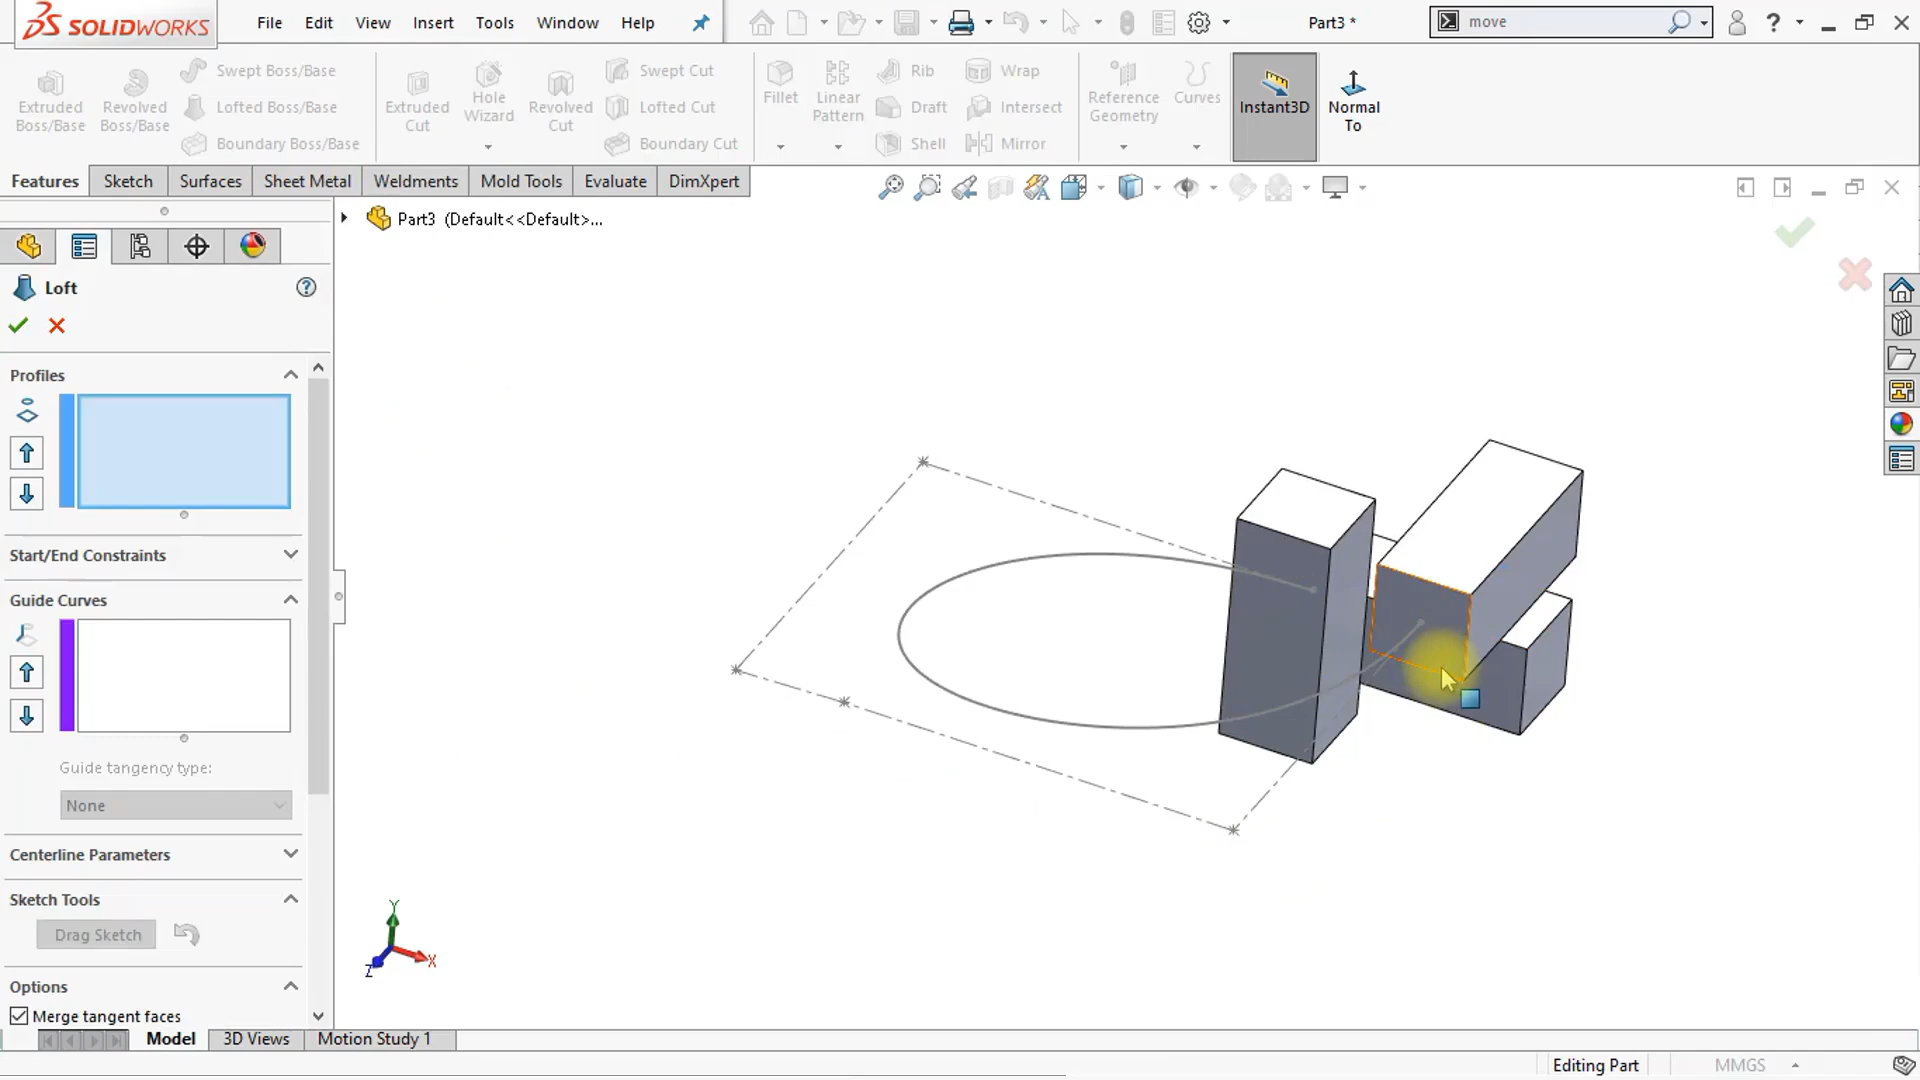 SOLIDWORKS
File Edit View Insert Tools Window Help
Part3 *
move
?
Extruded Boss/Base
Revolved Boss/Base
Swept Boss/Base
Lofted Boss/Base
Boundary Boss/Base
Extruded Cut
Hole Wizard
Revolved Cut
Swept Cut
Lofted Cut
Boundary Cut
Fillet
Linear Pattern
Rib
Draft
Shell
Wrap
Intersect
Mirror
Reference Geometry
Curves
Instant3D
Normal To
Features Sketch Surfaces Sheet Metal Weldments Mold Tools Evaluate DimXpert
Part3 (Default<<Default>...
Loft
?
Profiles
Start/End Constraints
Guide Curves
Guide tangency type:
None
Centerline Parameters
Sketch Tools
Drag Sketch
Options
Merge tangent faces
Y
X
Z
Model 3D Views Motion Study 1
Editing Part
MMGS